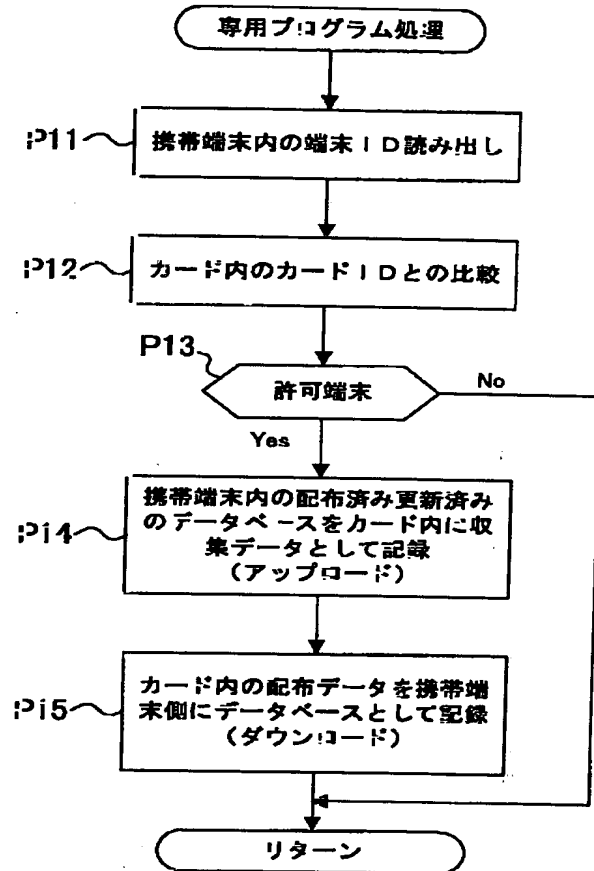 専用プログラム処理
P11
携帯端末内の端末ID読み出し
P12
カード内のカードIDとの比較
P13
許可端末
No
Yes
P14
携帯端末内の配布済み更新済み
のデータベースをカード内に収
集データとして記録
（アップロード）
P15
カード内の配布データを携帯端
末側にデータベースとして記録
（ダウンロード）
リターン